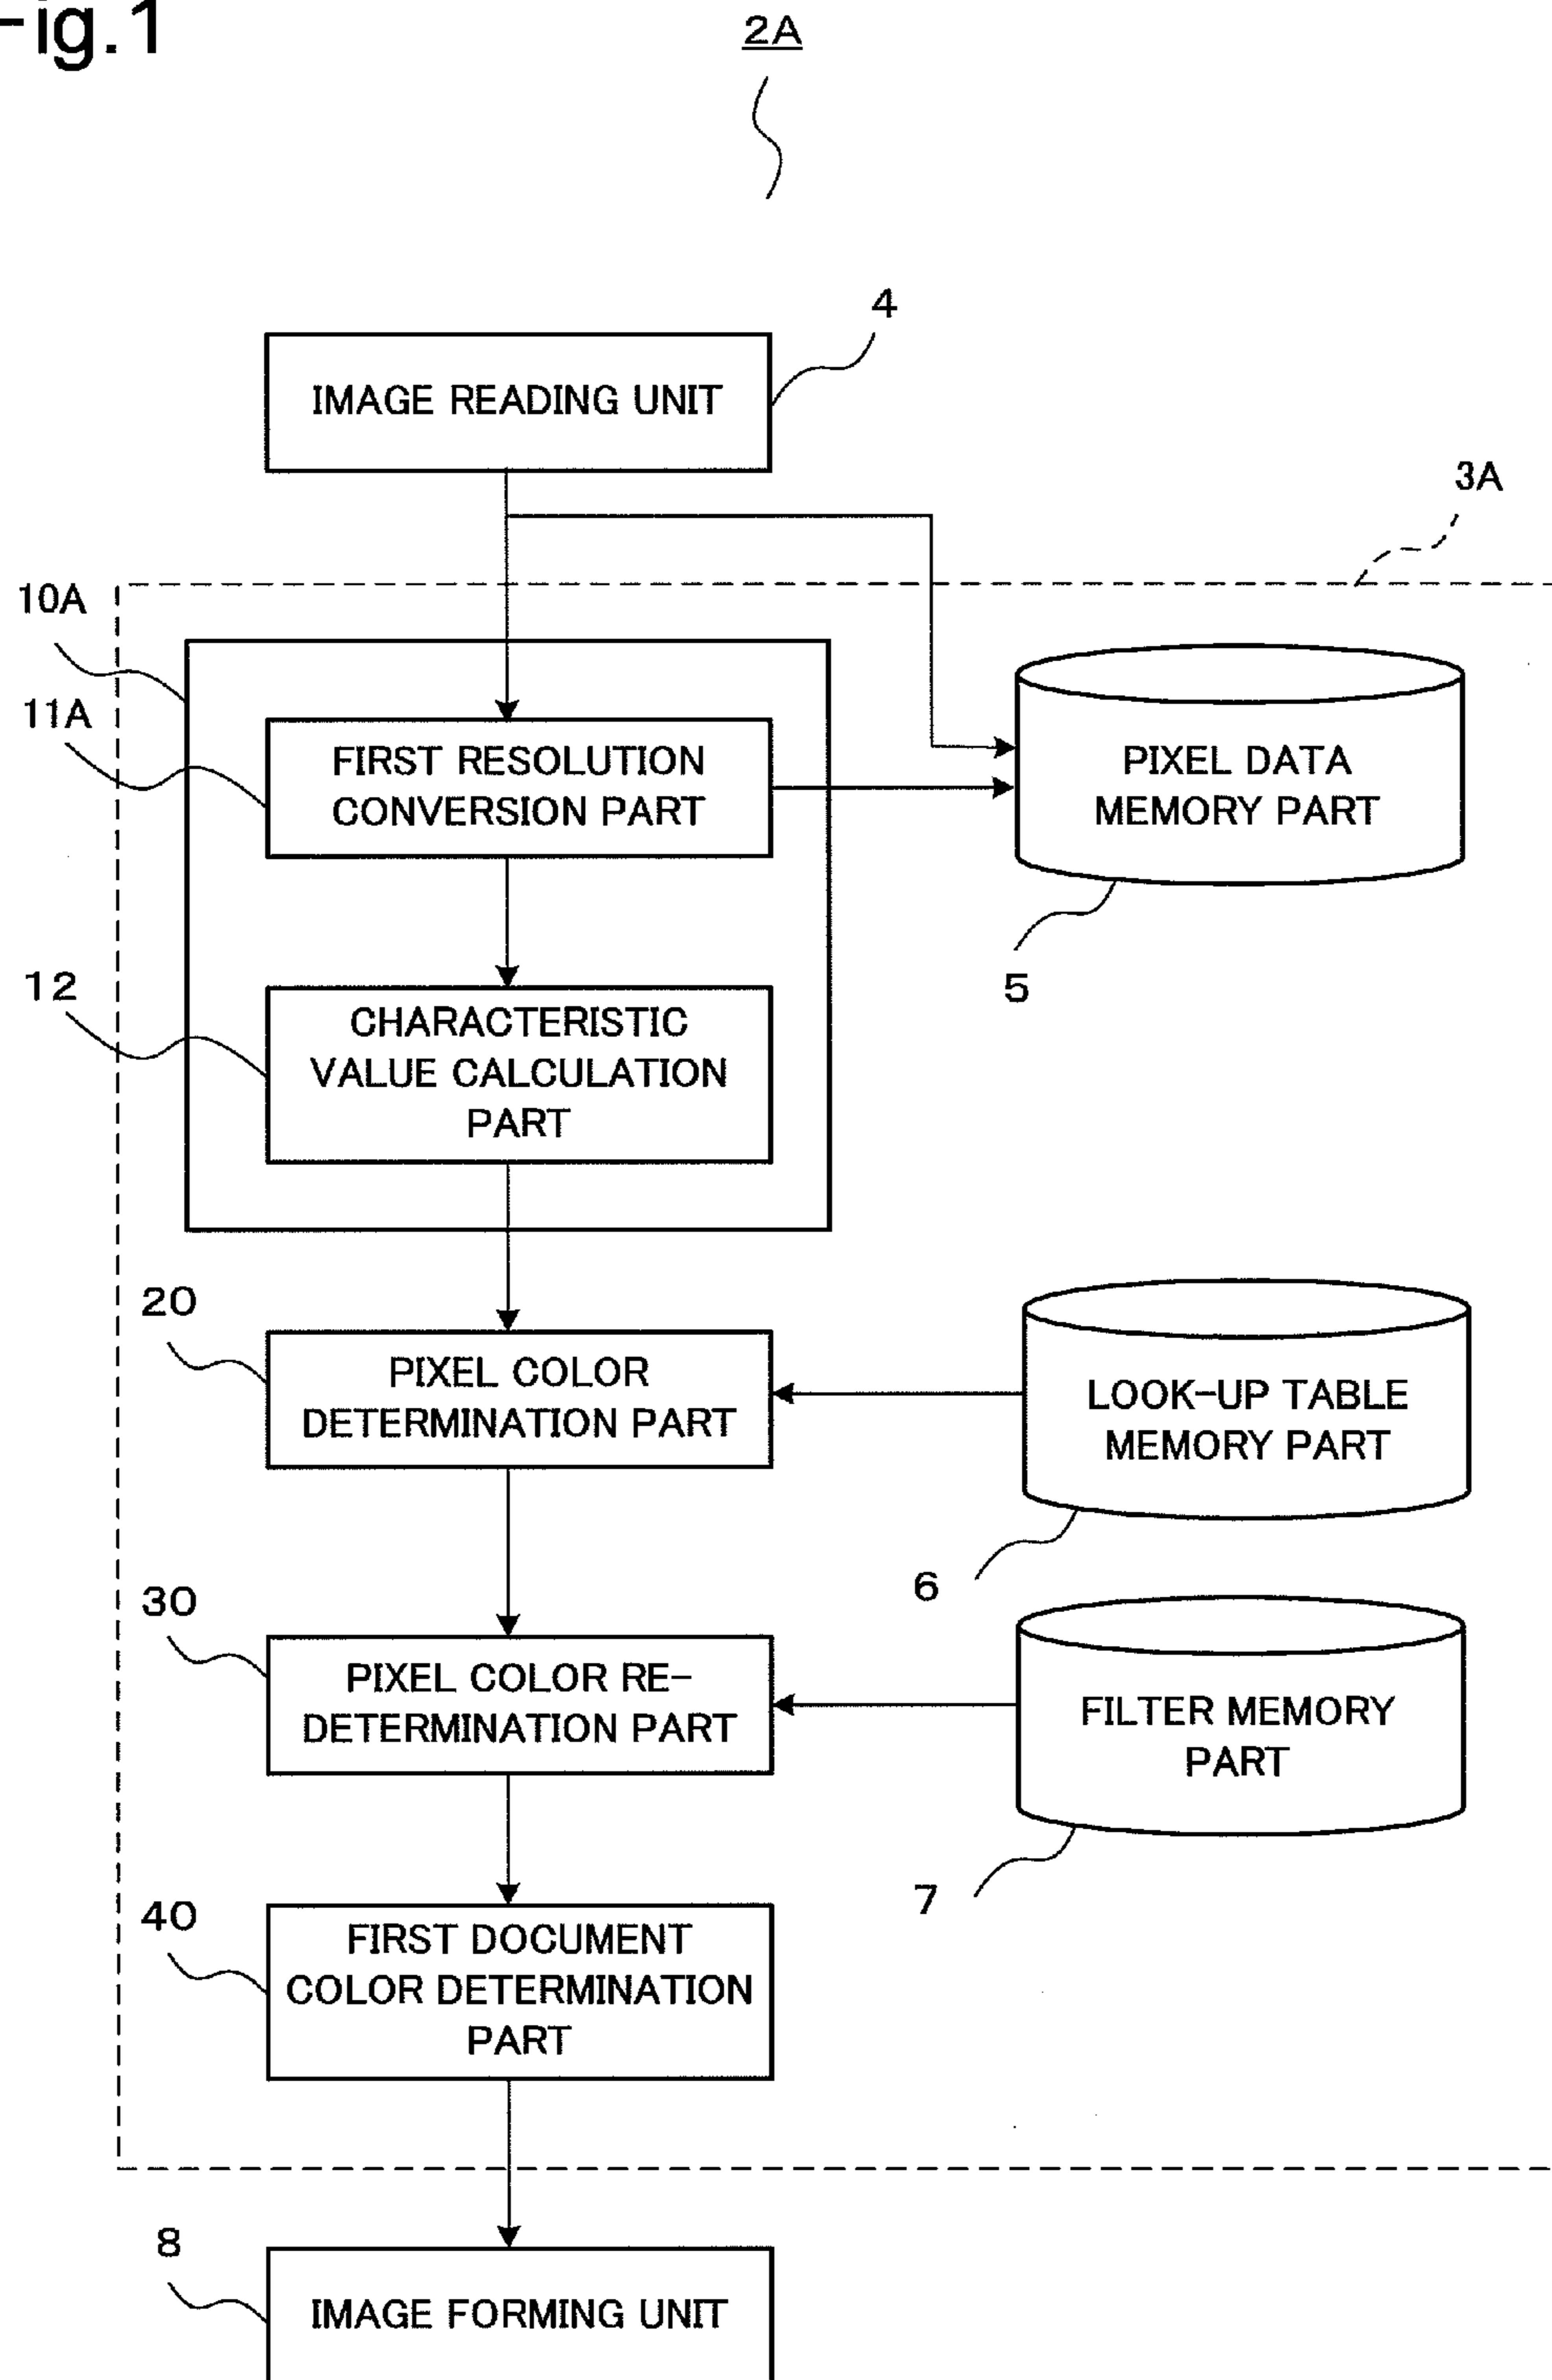 Fig.1
2A
4
IMAGE READING UNIT
3A
10A
11A
FIRST RESOLUTION
CONVERSION PART
PIXEL DATA
MEMORY PART
5
12
CHARACTERISTIC
VALUE CALCULATION
PART
20
PIXEL COLOR
DETERMINATION PART
LOOK-UP TABLE
MEMORY PART
6
30
PIXEL COLOR RE-
DETERMINATION PART
FILTER MEMORY
PART
7
40
FIRST DOCUMENT
COLOR DETERMINATION
PART
8
IMAGE FORMING UNIT